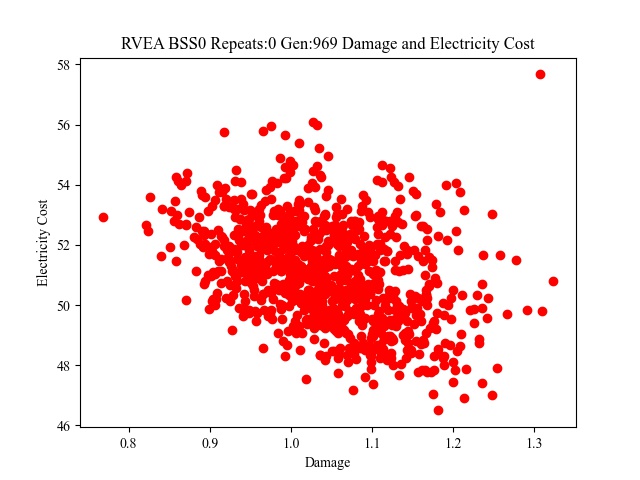 RVEA BSS0 Repeats:0 Gen:969 Damage and Electricity Cost
58
56
54
52
50
48
46
Electricity Cost
0.8 0.9 1.0 1.1 1.2 1.3
Damage